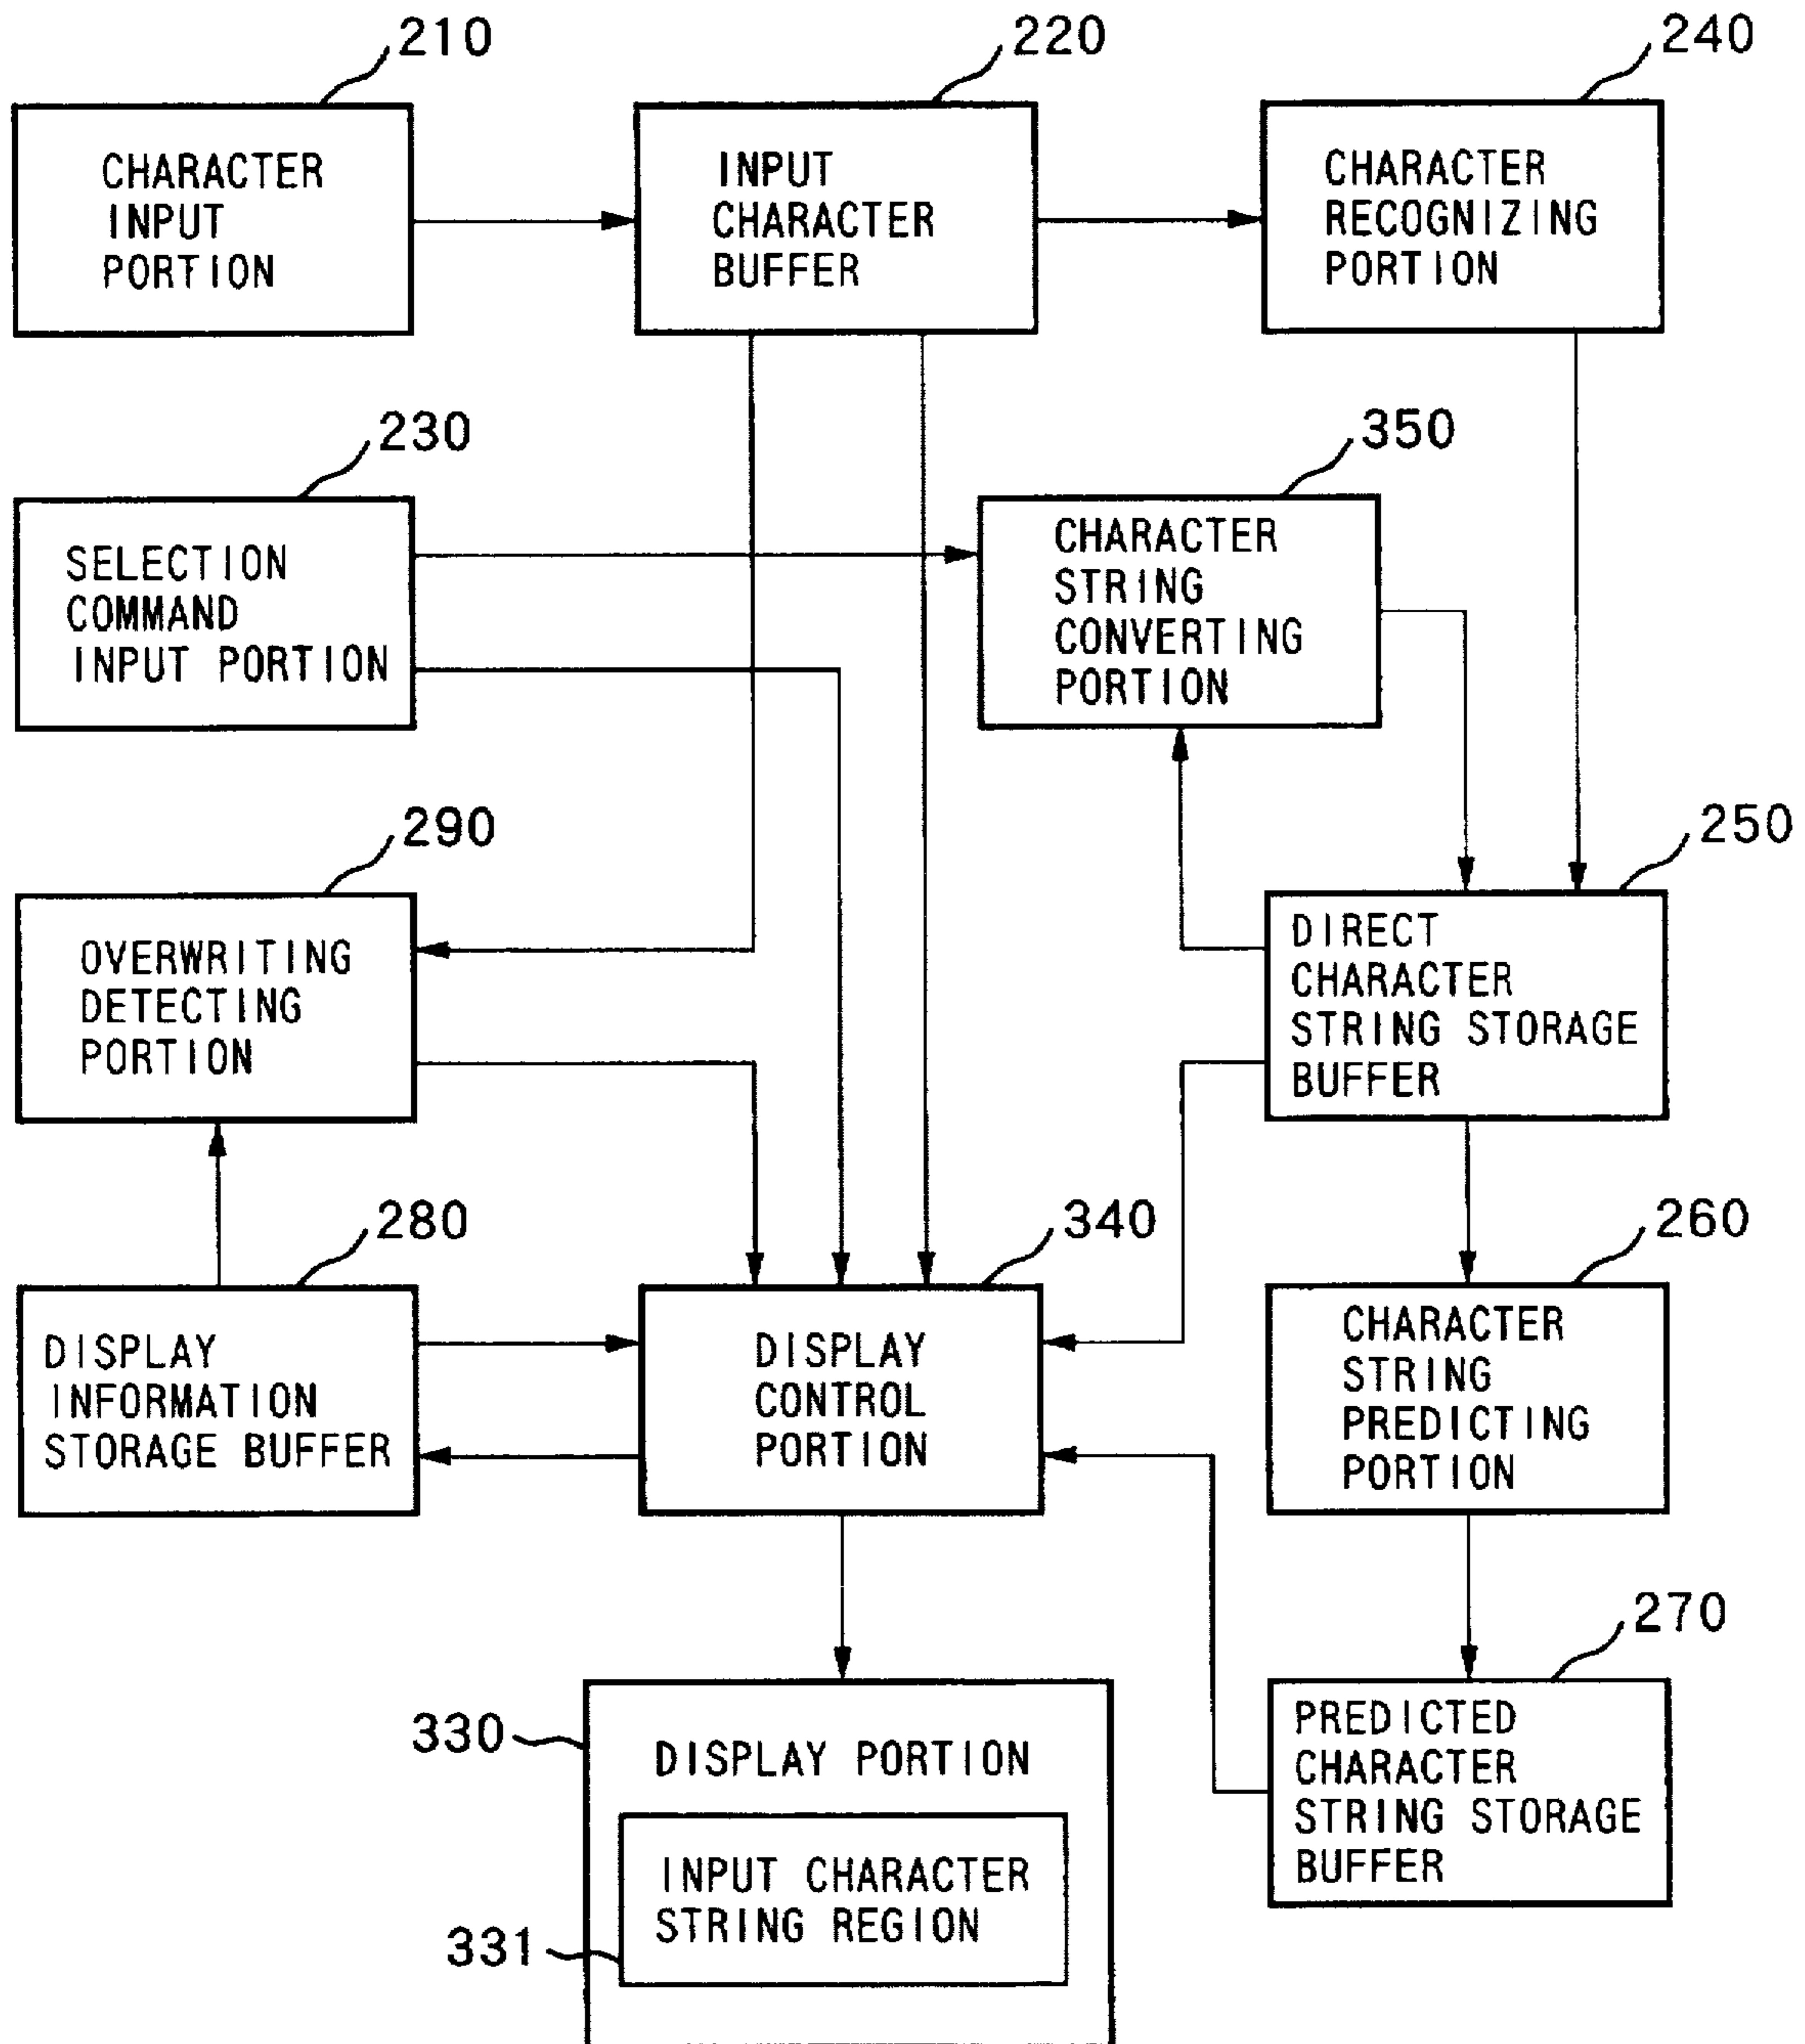 210
220
240
CHARACTER
INPUT
PORTION
INPUT
CHARACTER
BUFFER
CHARACTER
RECOGNIZING
PORTION
230
350
SELECTION
COMMAND
INPUT PORTION
CHARACTER
STRING
CONVERTING
PORTION
290
250
OVERWRITING
DETECTING
PORTION
DIRECT
CHARACTER
STRING STORAGE
BUFFER
280
340
260
DISPLAY
INFORMATION
STORAGE BUFFER
DISPLAY
CONTROL
PORTION
CHARACTER
STRING
PREDICTING
PORTION
270
330
DISPLAY PORTION
PREDICTED
CHARACTER
STRING STORAGE
BUFFER
INPUT CHARACTER
STRING REGION
331